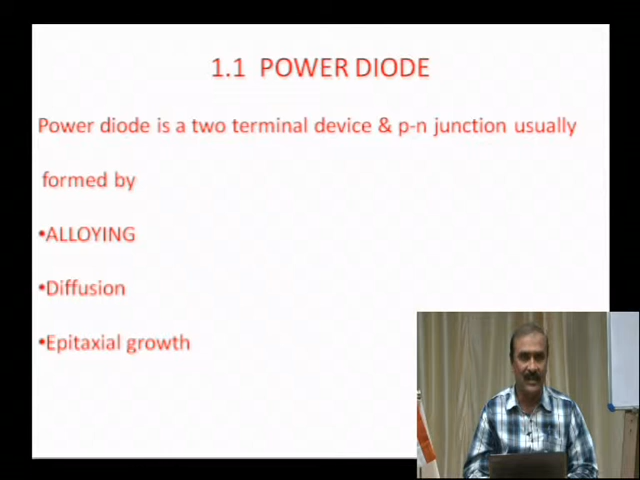 1.1 POWER DIODE
Power diode is a two terminal device & p-n junction usually
formed by
•ALLOYING
•Diffusion
•Epitaxial growth